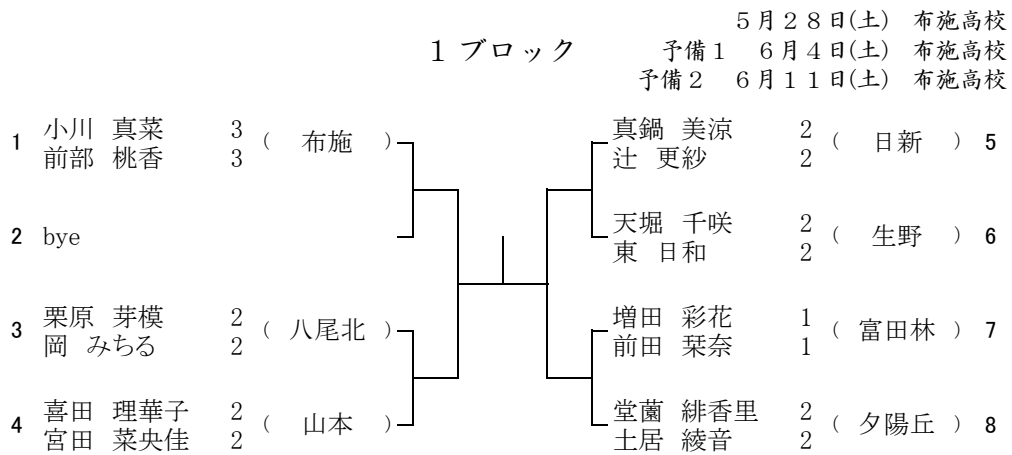 ５月２８日(土)　布施高校
１ブロック　予備１　６月４日(土)　布施高校
予備２　６月１１日(土)　布施高校
1 小川　真菜 3 （ 布施 ）
前部　桃香 3
2 bye
3 栗原　芽模 2 （ 八尾北 ）
岡　みちる 2
4 喜田　理華子 2 （ 山本 ）
宮田　菜央佳 2
真鍋　美涼 2 （ 日新 ） 5
辻　更紗 2
天堀　千咲 2 （ 生野 ） 6
東　日和 2
増田　彩花 1 （ 富田林 ） 7
前田　栞奈 1
堂薗　緋香里 2 （ 夕陽丘 ） 8
土居　綾音 2